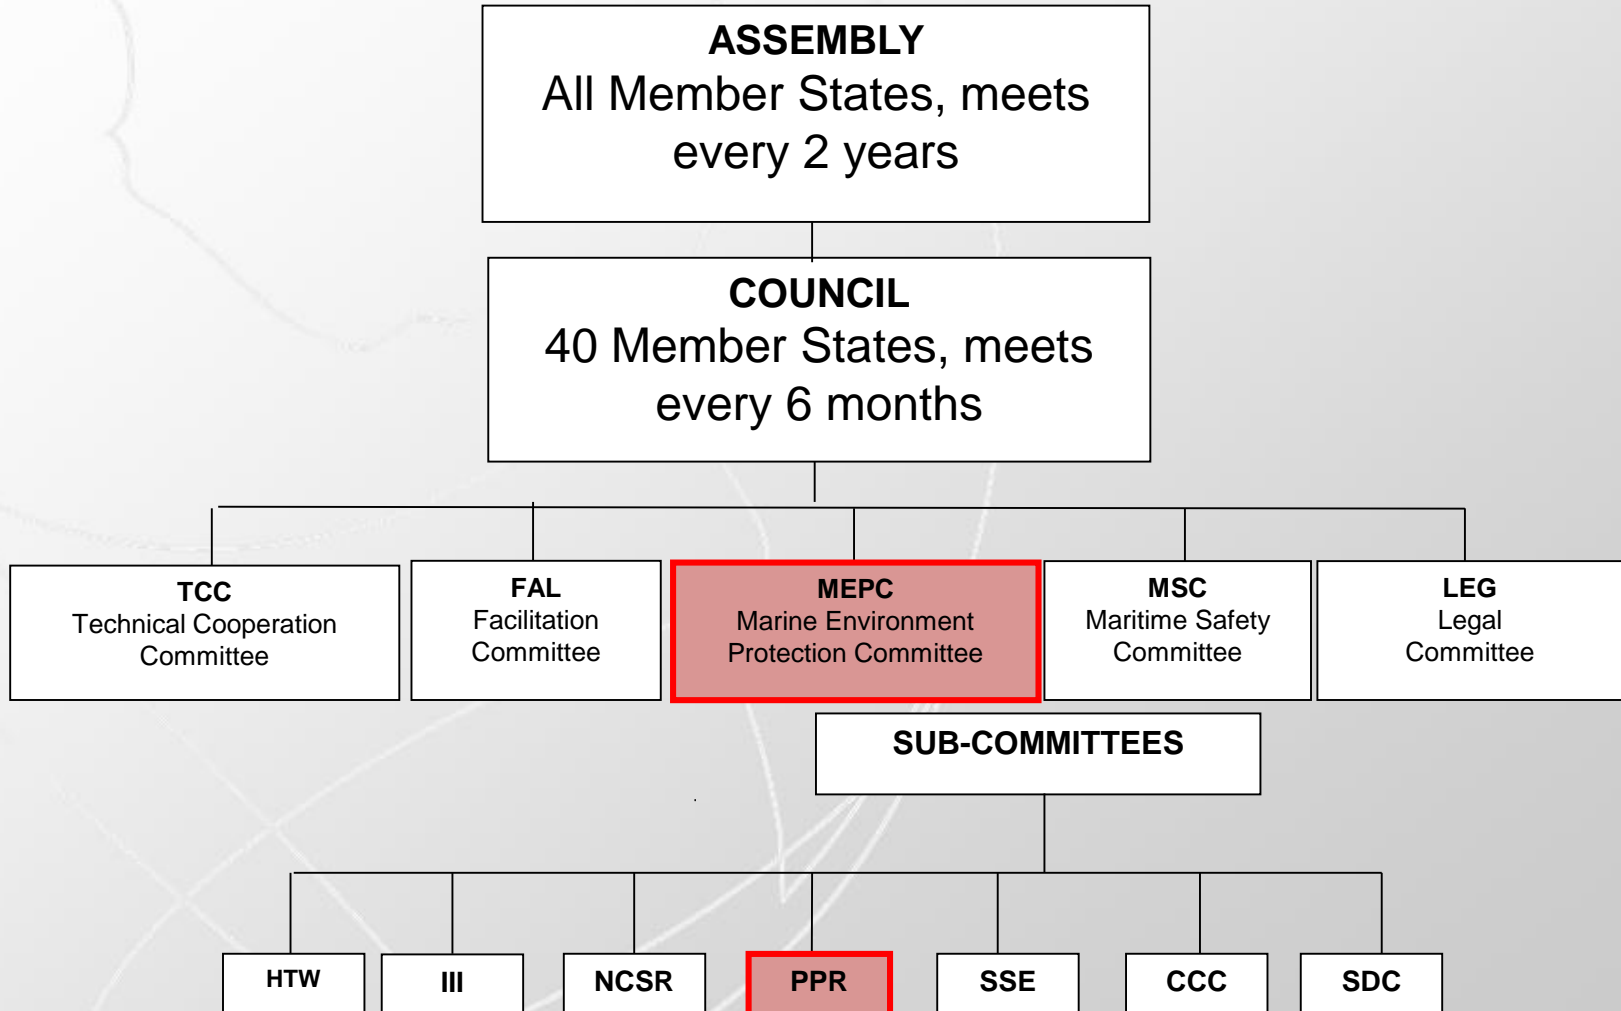 ASSEMBLY
All Member States, meets
every 2 years
COUNCIL
40 Member States, meets
every 6 months
TCC
Technical Cooperation
Committee
FAL
Facilitation
Committee
MEPC
Marine Environment
Protection Committee
MSC
Maritime Safety
Committee
LEG
Legal
Committee
SUB-COMMITTEES
HTW
III
NCSR
PPR
SSE
CCC
SDC